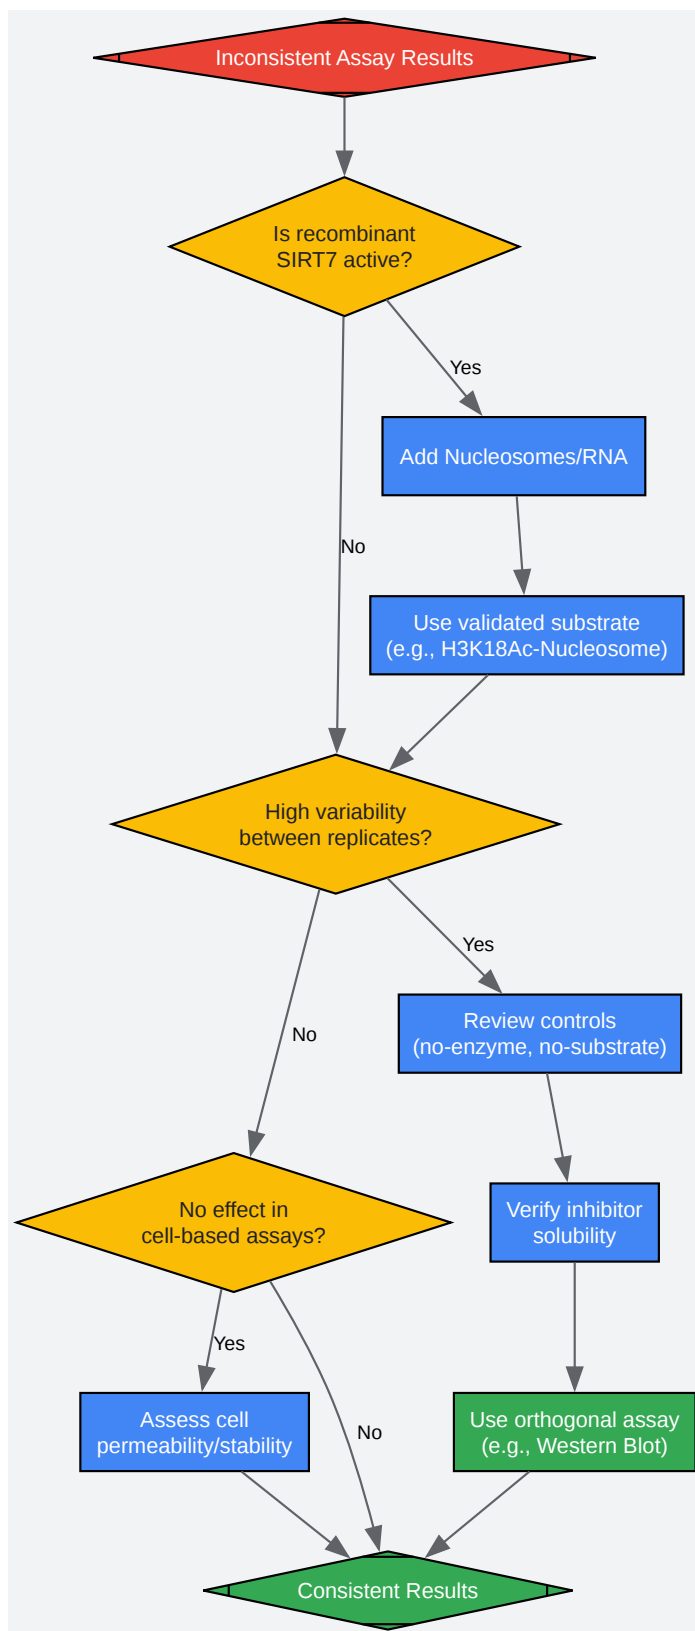 Inconsistent Assay Results
Is recombinant
SIRT7 active?
Yes
Add Nucleosomes/RNA
No
Use validated substrate
(e.g., H3K18Ac-Nucleosome)
High variability
between replicates?
Yes
Review controls
(no-enzyme, no-substrate)
No
No effect in
cell-based assays?
Verify inhibitor
solubility
Yes
Assess cell
permeability/stability
No
Use orthogonal assay
(e.g., Western Blot)
Consistent Results